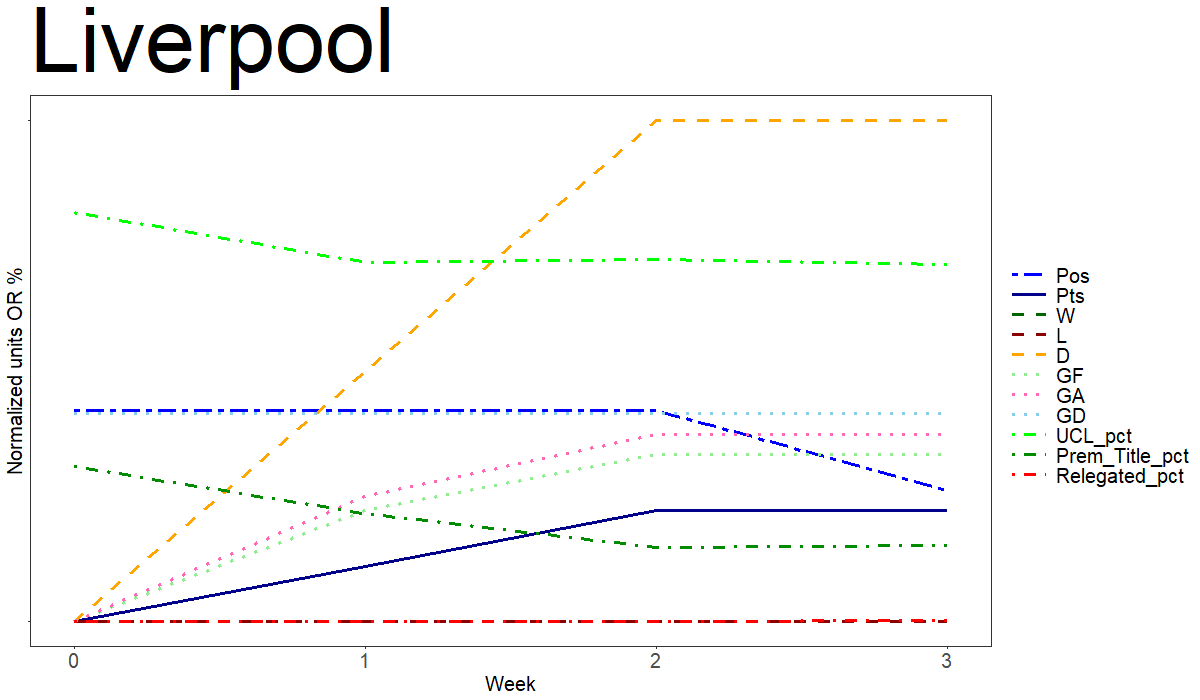 Liverpool
Normalized units OR %
Pos
Pts
W
L
D
GF
GA
GD
UCL_pct
Prem_Title_pct
Relegated_pct
0 1 2 3
Week